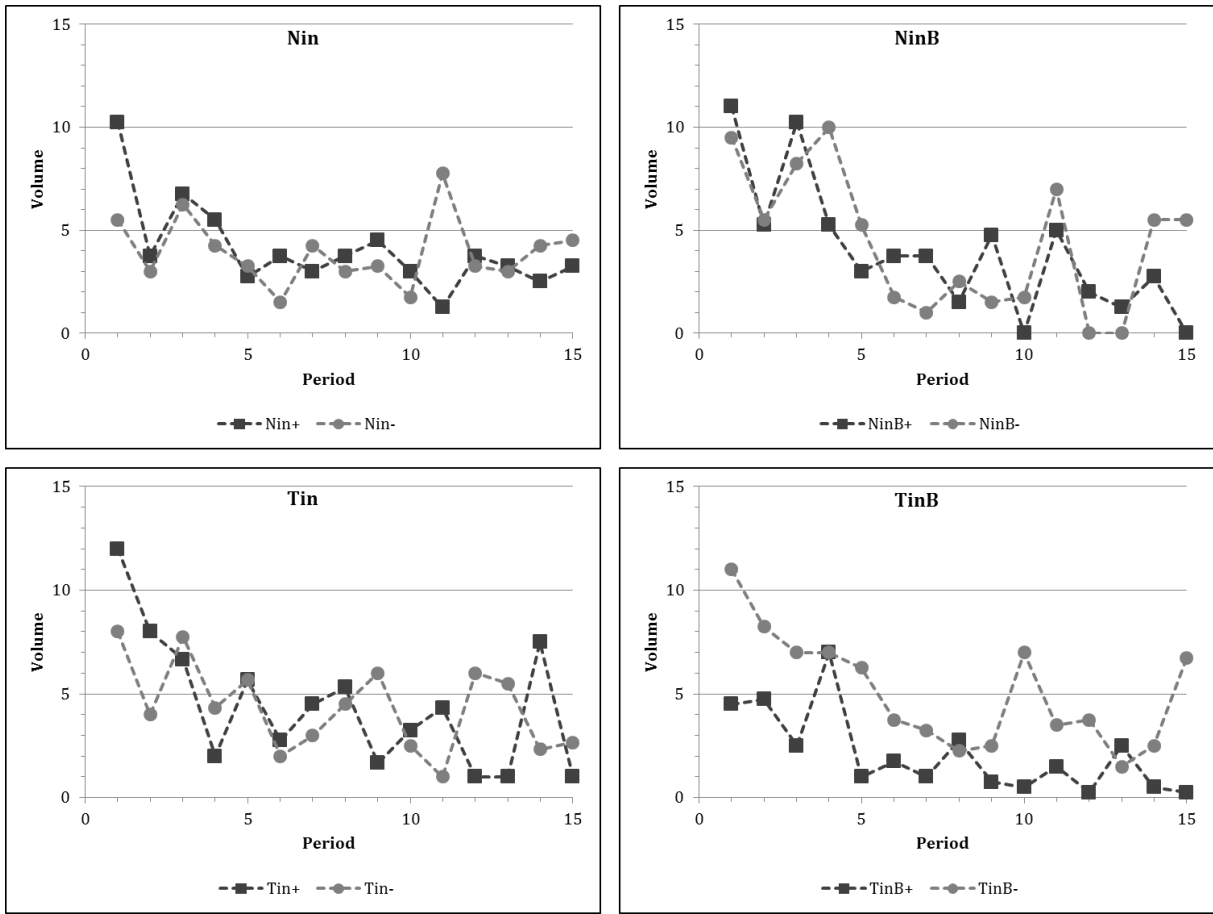 Nin
15
10
5
0
Volume
0 5 10 15
Period
Nin+ Nin-
NinB
15
10
5
0
Volume
0 5 10 15
Period
NinB+ NinB-
Tin
15
10
5
0
Volume
0 5 10 15
Period
Tin+ Tin-
TinB
15
10
5
0
Volume
0 5 10 15
Period
TinB+ TinB-